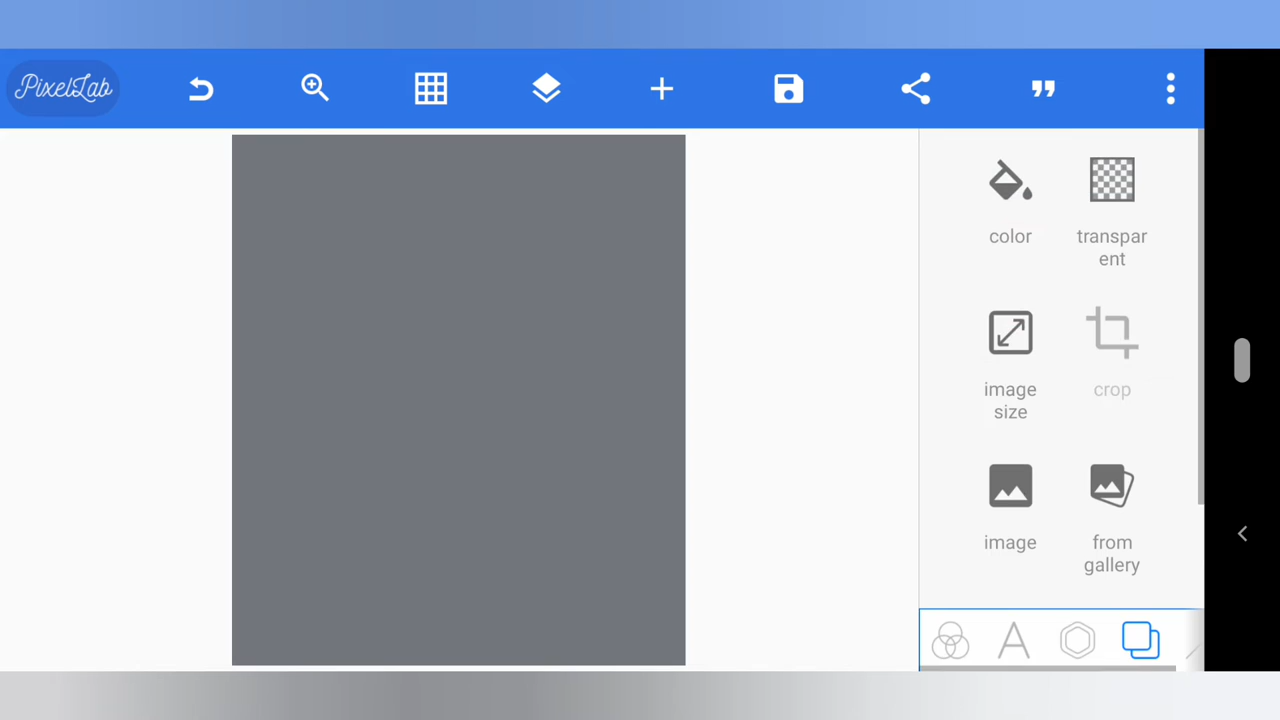 PixelLab
color
transpar
ent
image
size
crop
image
from
gallery